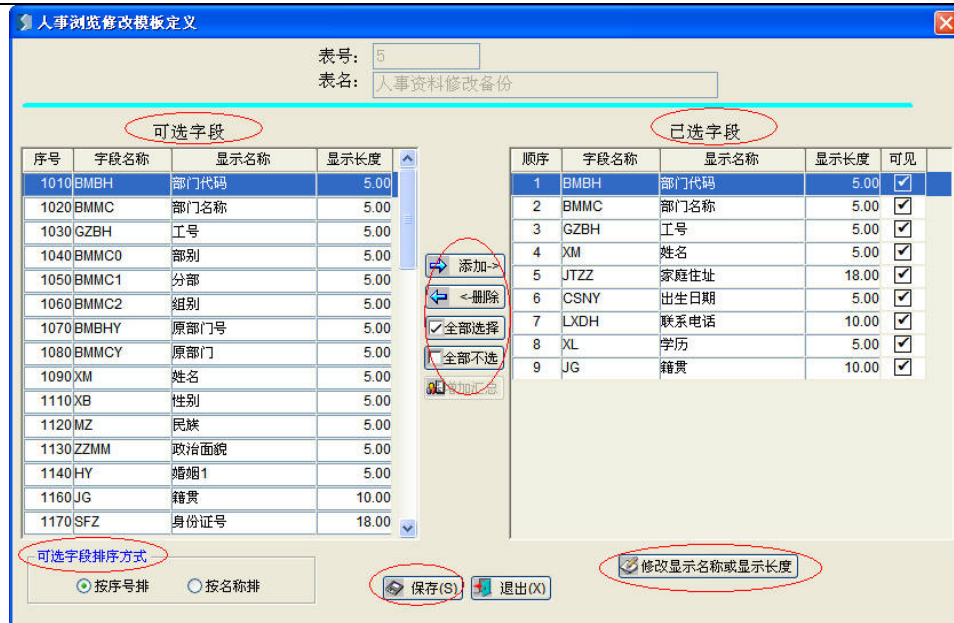 人事浏览修改模板定义
表号： 5
表名： 人事资料修改备份
可选字段 已选字段
序号 字段名称 显示名称 显示长度
1010 BMBH 部门代码 5.00
1020 BMMC 部门名称 5.00
1030 GZBH 工号 5.00
1040 BMMC0 部别 5.00
1050 BMMC1 分部 5.00
1060 BMMC2 组别 5.00
1070 BMBHY 原部门号 5.00
1080 BMMCY 原部门 5.00
1090 XM 姓名 5.00
1110 XB 性别 5.00
1120 MZ 民族 5.00
1130 ZZMM 政治面貌 5.00
1140 HY 婚姻1 5.00
1160 JG 籍贯 10.00
1170 SFZ 身份证号 18.00
添加->
<-删除
全部选择
全部不选
增加汇总
顺序 字段名称 显示名称 显示长度 可见
1 BMBH 部门代码 5.00
2 BMMC 部门名称 5.00
3 GZBH 工号 5.00
4 XM 姓名 5.00
5 JTZZ 家庭住址 18.00
6 CSNY 出生日期 5.00
7 LXDH 联系电话 10.00
8 XL 学历 5.00
9 JG 籍贯 10.00
可选字段排序方式
按序号排 按名称排
保存(S) 退出(X)
修改显示名称或显示长度